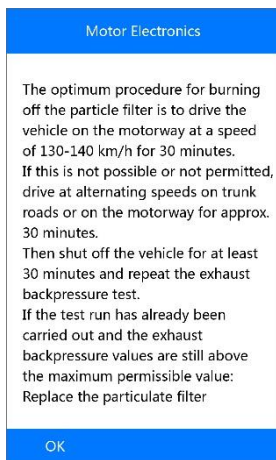 Motor Electronics
The optimum procedure for burning
off the particle filter is to drive the
vehicle on the motorway at a speed
of 130-140 km/h for 30 minutes.
If this is not possible or not permitted,
drive at alternating speeds on trunk
roads or on the motorway for approx.
30 minutes.
Then shut off the vehicle for at least
30 minutes and repeat the exhaust
backpressure test.
If the test run has already been
carried out and the exhaust
backpressure values are still above
the maximum permissible value:
Replace the particulate filter
OK